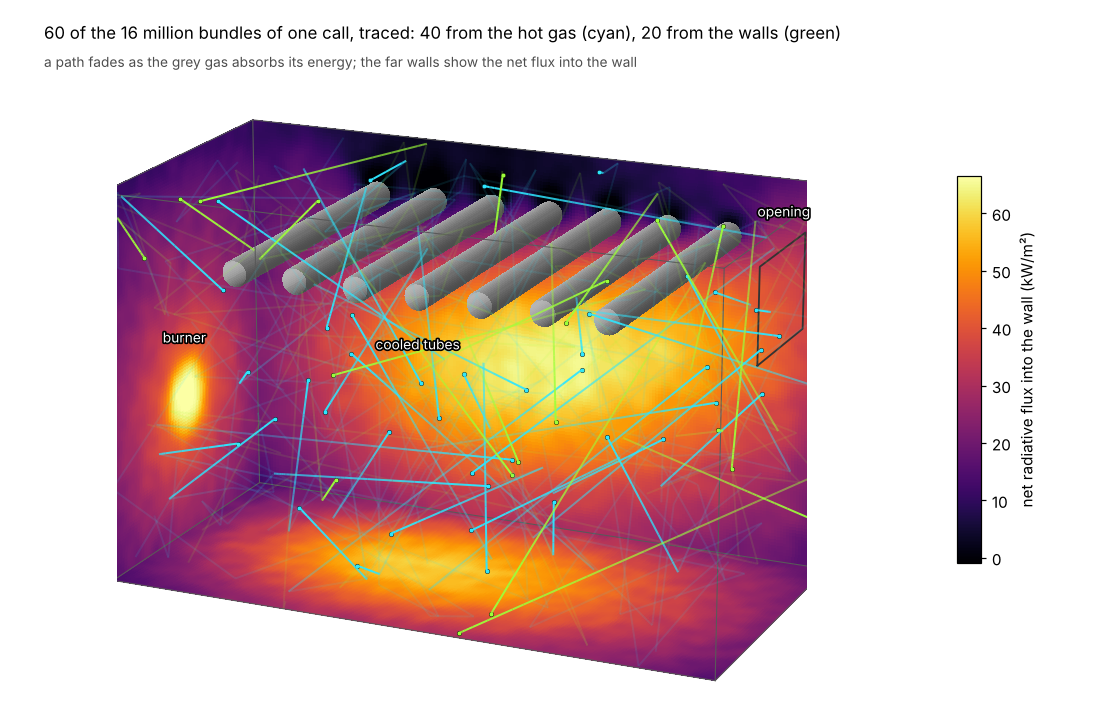 60 of the 16 million bundles of one call, traced: 40 from the hot gas (cyan), 20 from the walls (green)
a path fades as the grey gas absorbs its energy; the far walls show the net flux into the wall
opening
burner
cooled tubes
60
50
40
30
20
10
0
net radiative flux into the wall (kW/m²)